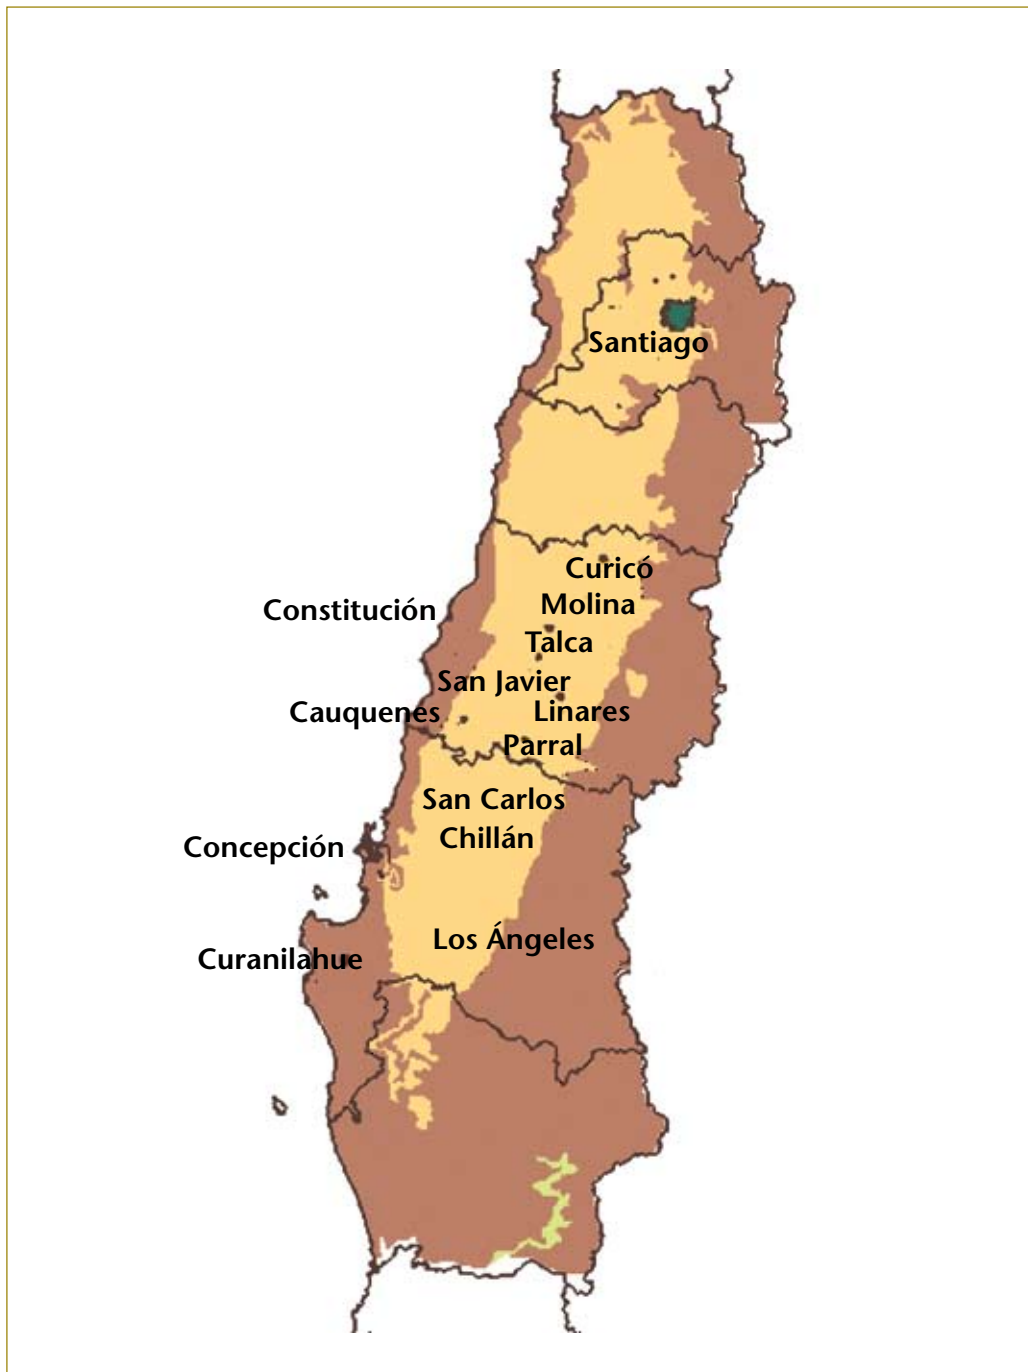 Santiago
Curicó
Constitución
Molina
Talca
San Javier
Cauquenes
Linares
Parral
San Carlos
Chillán
Concepción
Los Ángeles
Curanilahue